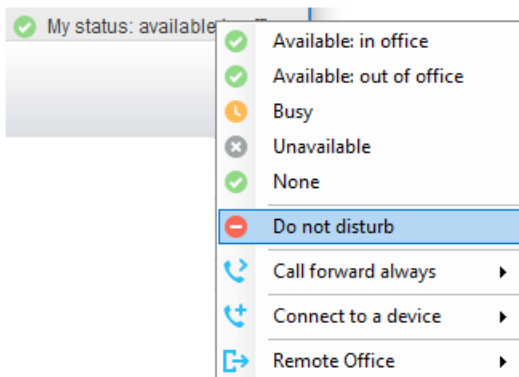 My status: available
Available: in office
Available: out of office
Busy
Unavailable
None
Do not disturb
Call forward always
Connect to a device
Remote Office